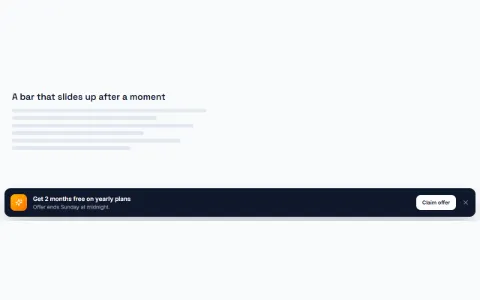 A bar that slides up after a moment
Get 2 months free on yearly plans
Offer ends Sunday at midnight.
Claim offer